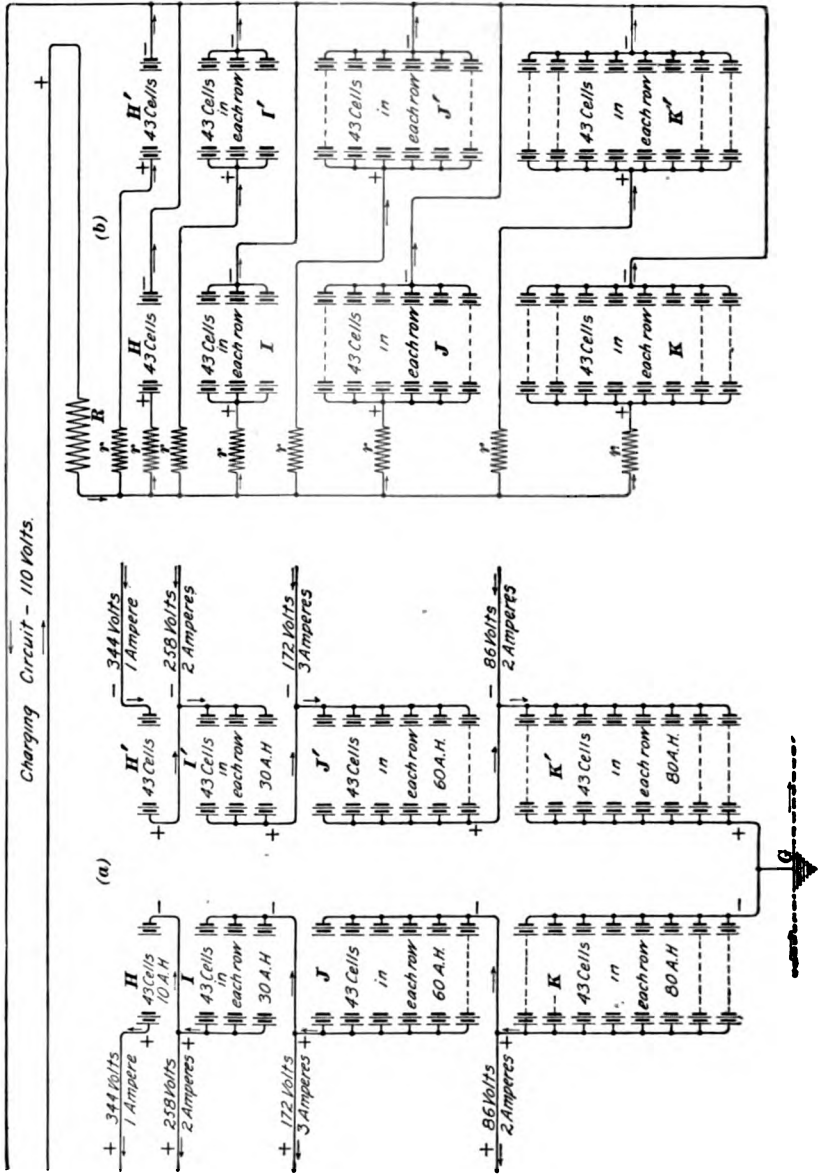 Charging Circuit – 110 Volts.
+
R
(a)
(b)
+ 344 Volts
1 Ampere
+ 258 Volts
2 Amperes
+ 172 Volts
3 Amperes
+ 86 Volts
2 Amperes
H
43 Cells
10 A.H
+
−
I
43 Cells
in
each row
30 A.H
+
−
J
43 Cells
in
each row
60 A.H.
+
−
K
43 Cells
in
each row
80 A.H.
+
−
H'
43 Cells
+
−
I'
43 Cells
in
each row
30 A.H
+
J'
43 Cells
in
each row
60 A.H.
+
K'
43 Cells
in
each row
80 A.H.
+
− 344 Volts
1 Ampere
− 258 Volts
2 Amperes
− 172 Volts
3 Amperes
− 86 Volts
2 Amperes
G
r
r
r
r
r
r
r
r
H
43 Cells
+
−
I
43 Cells
in
each row
+
−
43 Cells
in
each row
J
+
−
43 Cells
in
each row
K
+
−
H'
43 Cells
+
−
43 Cells
in
each row
I'
+
−
43 Cells
in
each row
J'
+
−
43 Cells
in
each row
K'
+
−